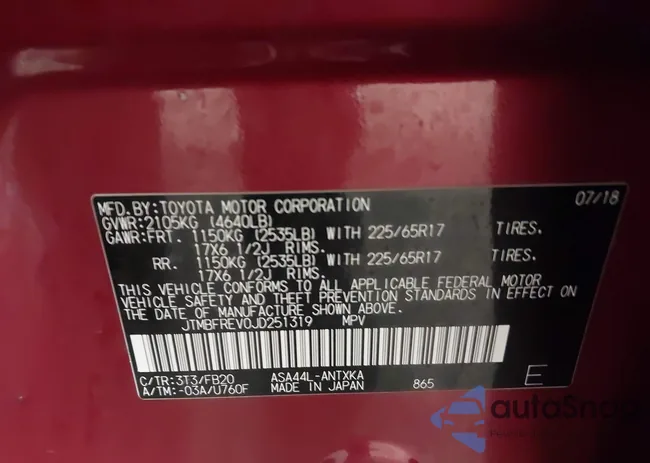 MFD.BY:TOYOTA MOTOR CORPORATION 07/18
GVWR:2105KG (4640LB)
GAWR:FRT. 1150KG (2535LB) WITH 225/65R17 TIRES.
17X6 1/2J RIMS.
RR. 1150KG (2535LB) WITH 225/65R17 TIRES.
17X6 1/2J RIMS.
THIS VEHICLE CONFORMS TO ALL APPLICABLE FEDERAL MOTOR
VEHICLE SAFETY AND THEFT PREVENTION STANDARDS IN EFFECT ON
THE DATE OF MANUFACTURE SHOWN ABOVE.
JTMBFREV0JD251319 MPV
C/TR:3T3/FB20 ASA44L-ANTXKA
A/TM:-03A/U760F MADE IN JAPAN 865 E